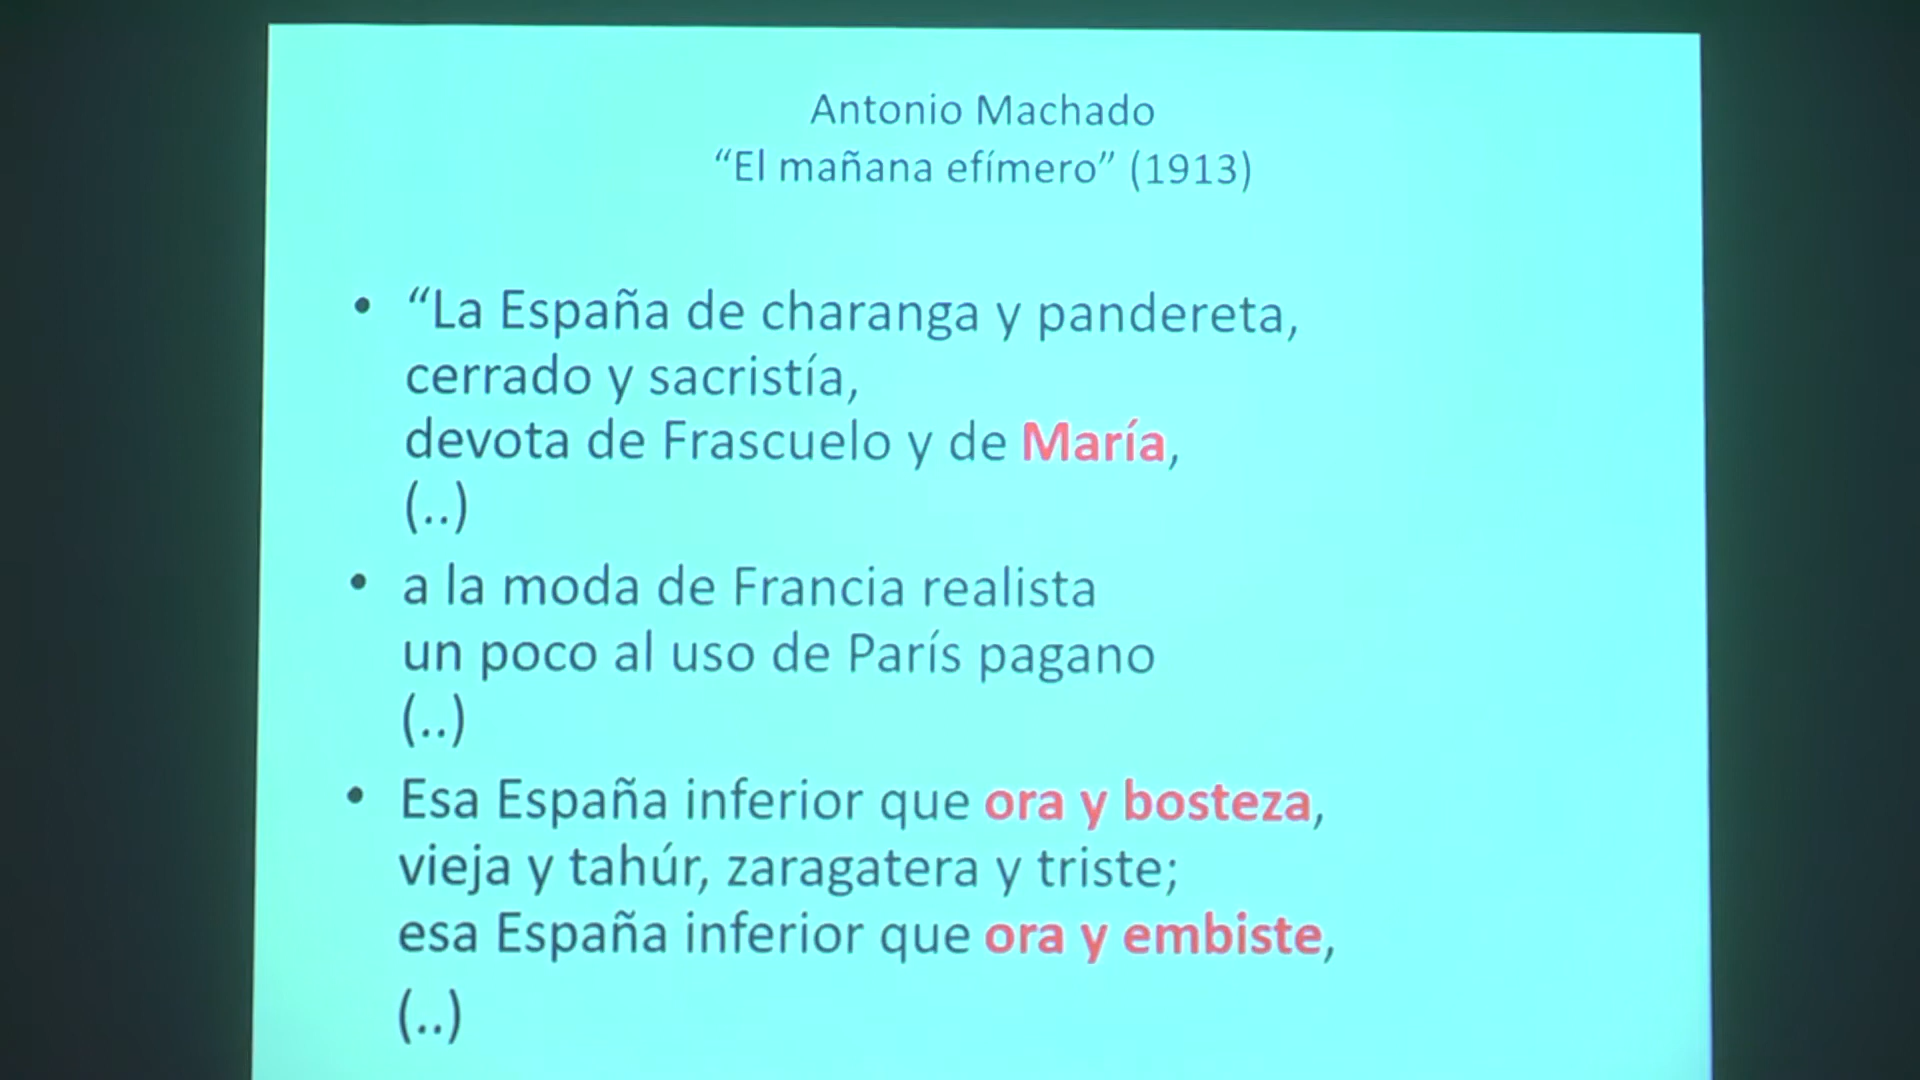 Antonio Machado
“El mañana efímero” (1913)
• “La España de charanga y pandereta,
cerrado y sacristía,
devota de Frascuelo y de María,
(..)
• a la moda de Francia realista
un poco al uso de París pagano
(..)
• Esa España inferior que ora y bosteza,
vieja y tahúr, zaragatera y triste;
esa España inferior que ora y embiste,
(..)